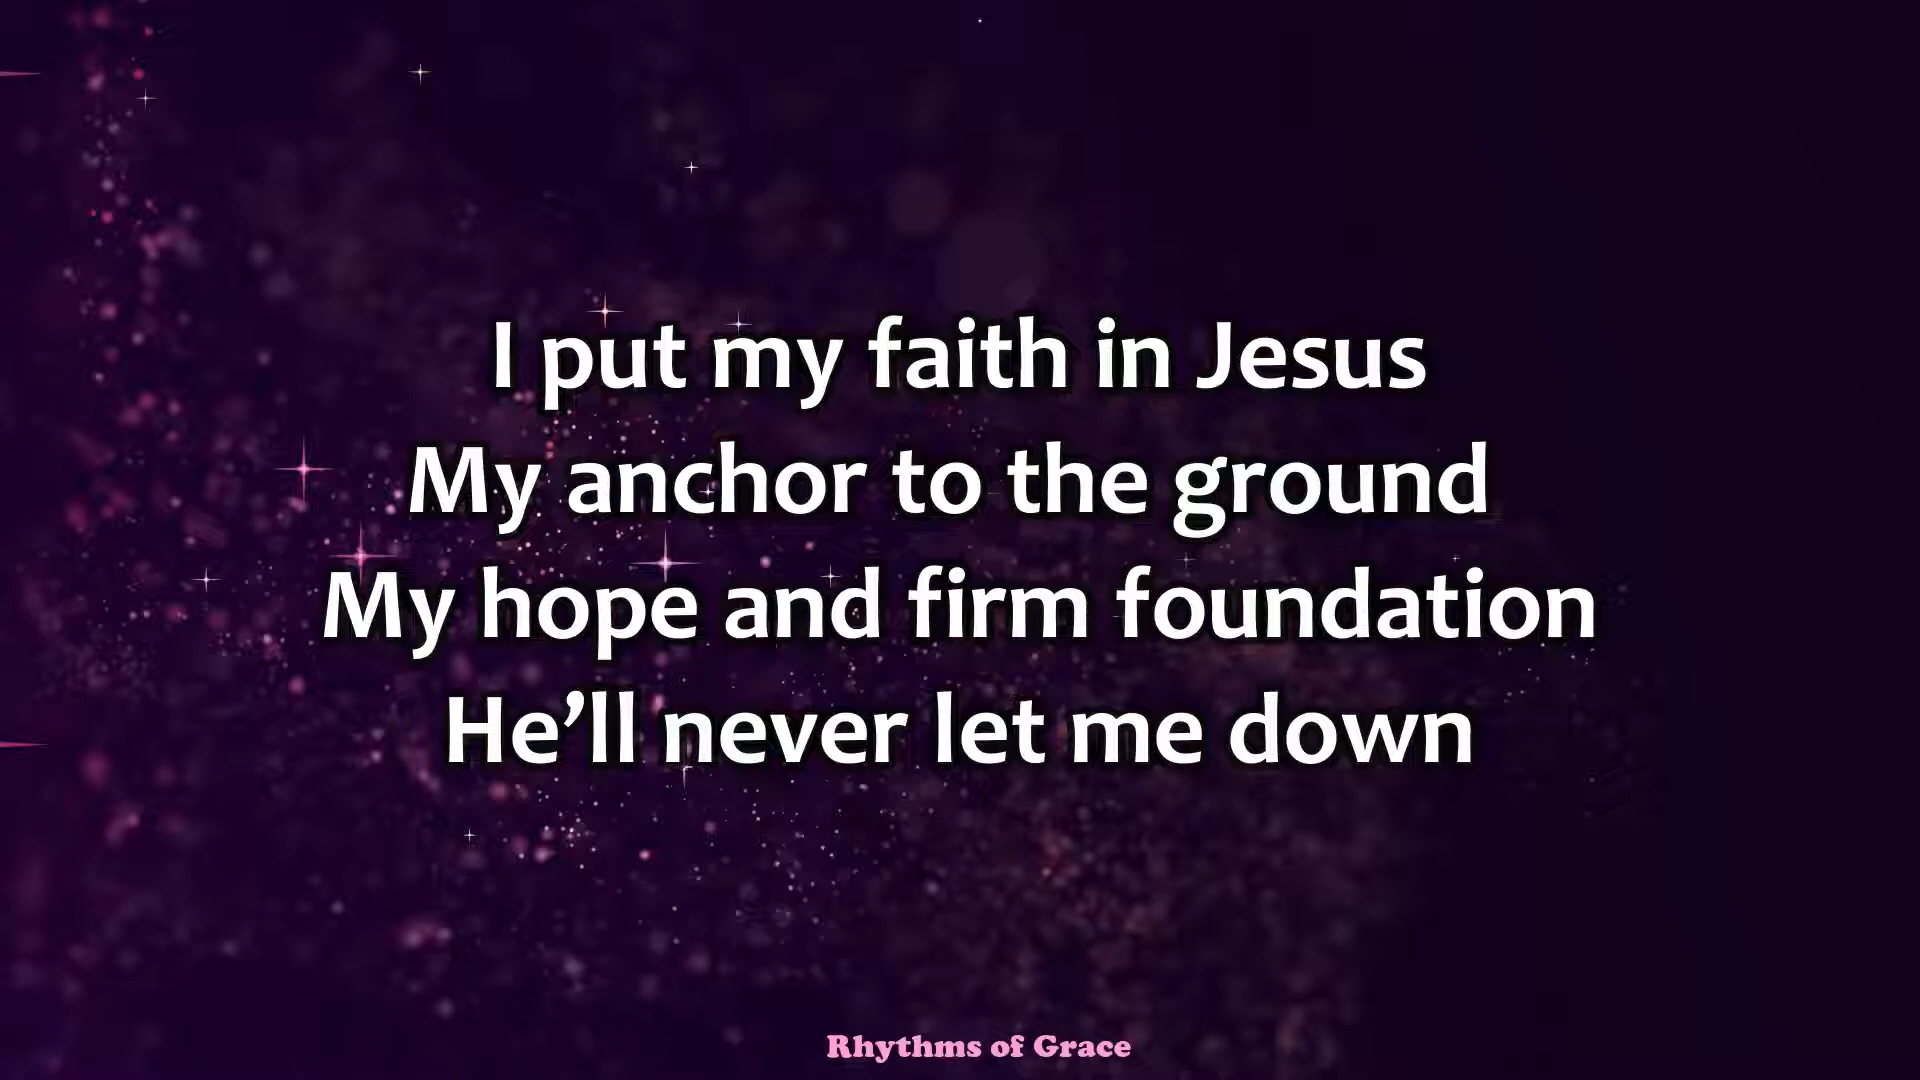 I put my faith in Jesus
My anchor to the ground
My hope and firm foundation
He’ll never let me down
Rhythms of Grace